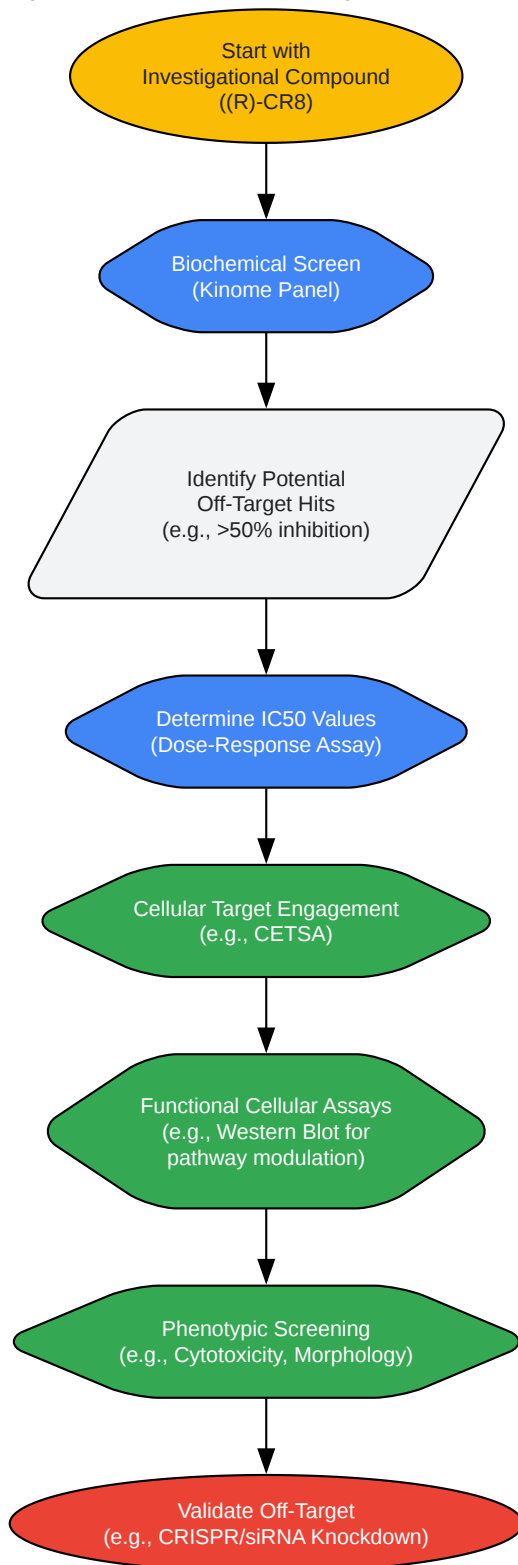 Start with
Investigational Compound
((R)-CR8)
Biochemical Screen
(Kinome Panel)
Identify Potential
Off-Target Hits
(e.g., >50% inhibition)
Determine IC50 Values
(Dose-Response Assay)
Cellular Target Engagement
(e.g., CETSA)
Functional Cellular Assays
(e.g., Western Blot for
pathway modulation)
Phenotypic Screening
(e.g., Cytotoxicity, Morphology)
Validate Off-Target
(e.g., CRISPR/siRNA Knockdown)